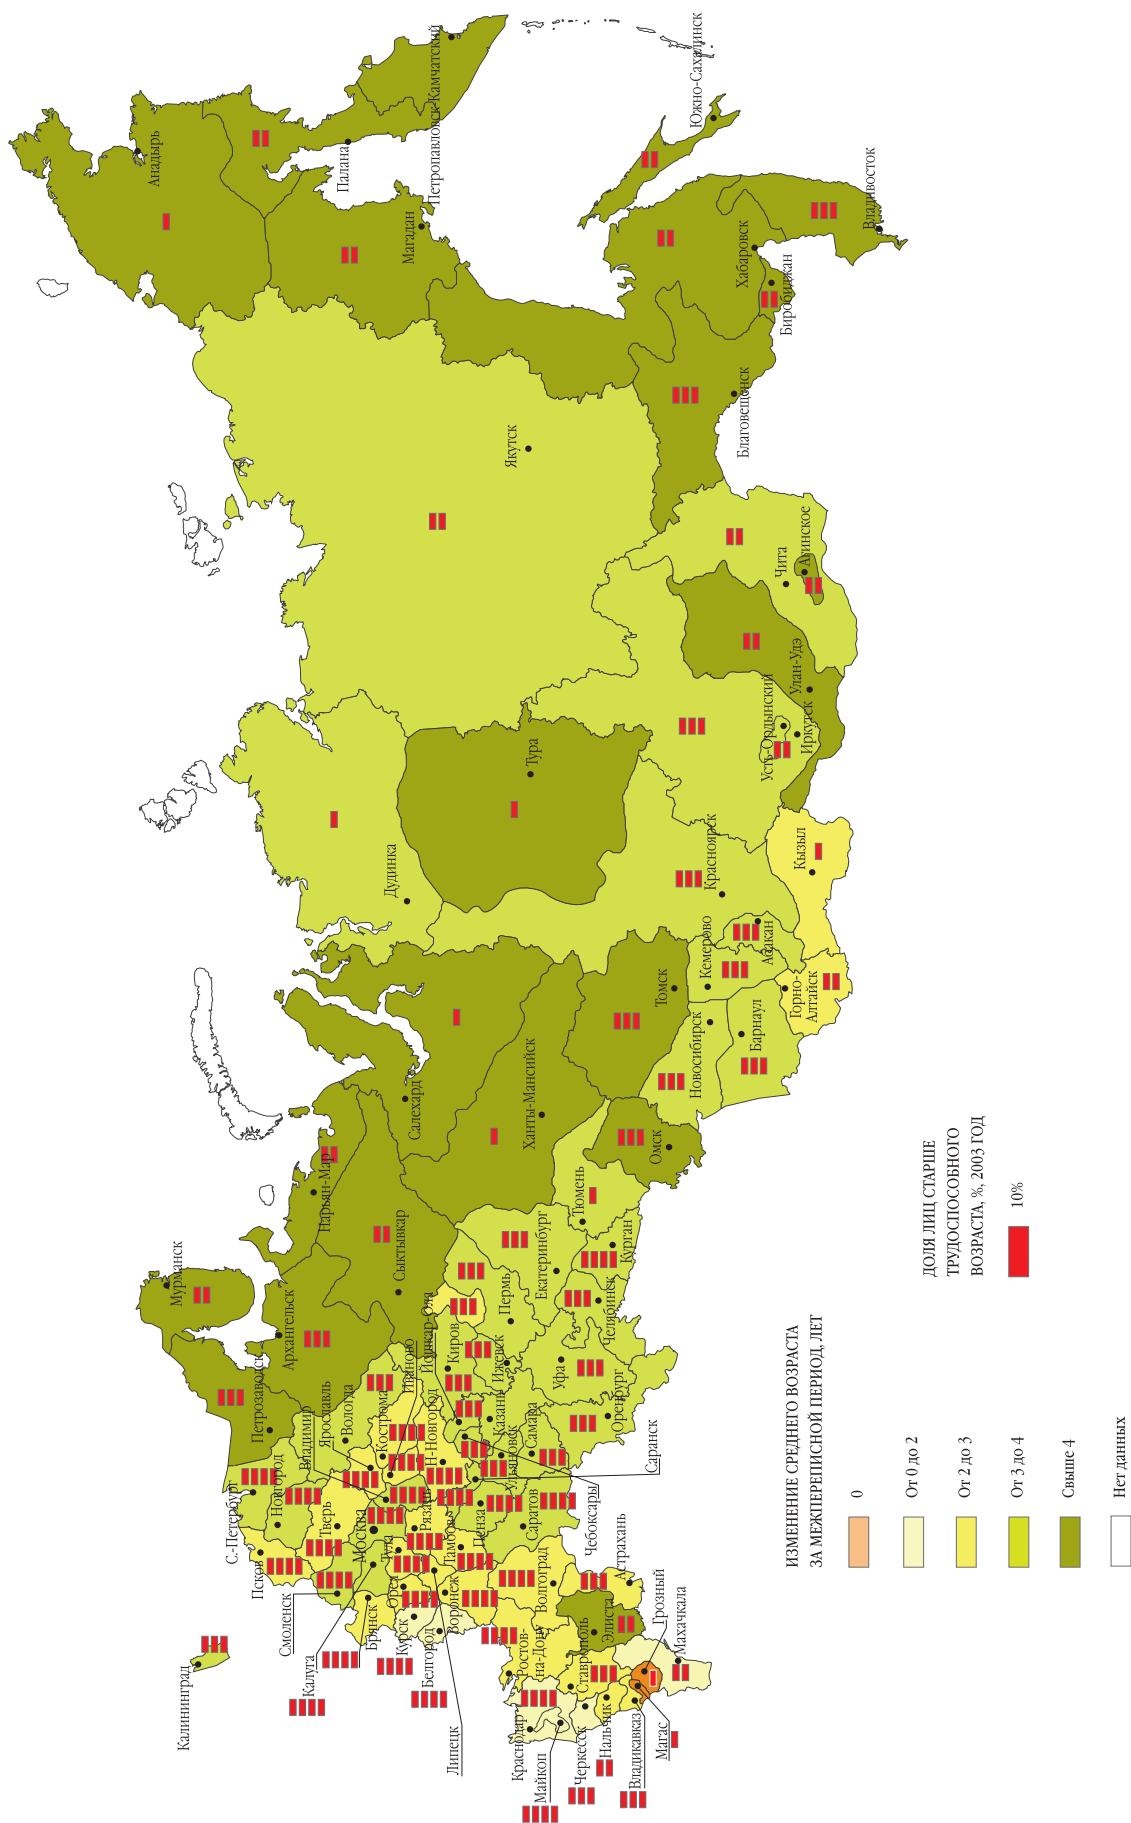 Анадырь
Палана
Петропавловск-Камчатский
Магадан
Южно-Сахалинск
Владивосток
Хабаровск
Биробиджан
Благовещенск
Якутск
Чита
Агинское
Улан-Удэ
Усть-Ордынский
Иркутск
Тура
Дудинка
Красноярск
Кызыл
Абакан
Кемерово
Горно-
Алтайск
Томск
Новосибирск
Барнаул
Омск
Салехард
Ханты-Мансийск
Нарьян-Мар
Сыктывкар
Тюмень
Курган
Екатеринбург
Челябинск
Пермь
Мурманск
Архангельск
Петрозаводск
Иваново
Йошкар-Ола
Киров
Ижевск
Уфа
Оренбург
Вологда
Ярославль
Владимир
Кострома
Н-Новгород
Казань
Ульяновск
Самара
Саранск
С.-Петербург
Новгород
Псков
Тверь
Москва
Рязань
Тула
Тамбов
Пенза
Саратов
Чебоксары
Смоленск
Калуга
Брянск
Орел
Курск
Белгород
Воронеж
Липецк
Волгоград
Астрахань
Элиста
Ростов-
на-Дону
Ставрополь
Краснодар
Майкоп
Черкесск
Нальчик
Владикавказ
Магас
Грозный
Махачкала
Калининград
ИЗМЕНЕНИЕ СРЕДНЕГО ВОЗРАСТА
ЗА МЕЖПЕРЕПИСНОЙ ПЕРИОД, ЛЕТ
0
От 0 до 2
От 2 до 3
От 3 до 4
Свыше 4
Нет данных
ДОЛЯ ЛИЦ СТАРШЕ
ТРУДОСПОСОБНОГО
ВОЗРАСТА, %, 2003 ГОД
10%